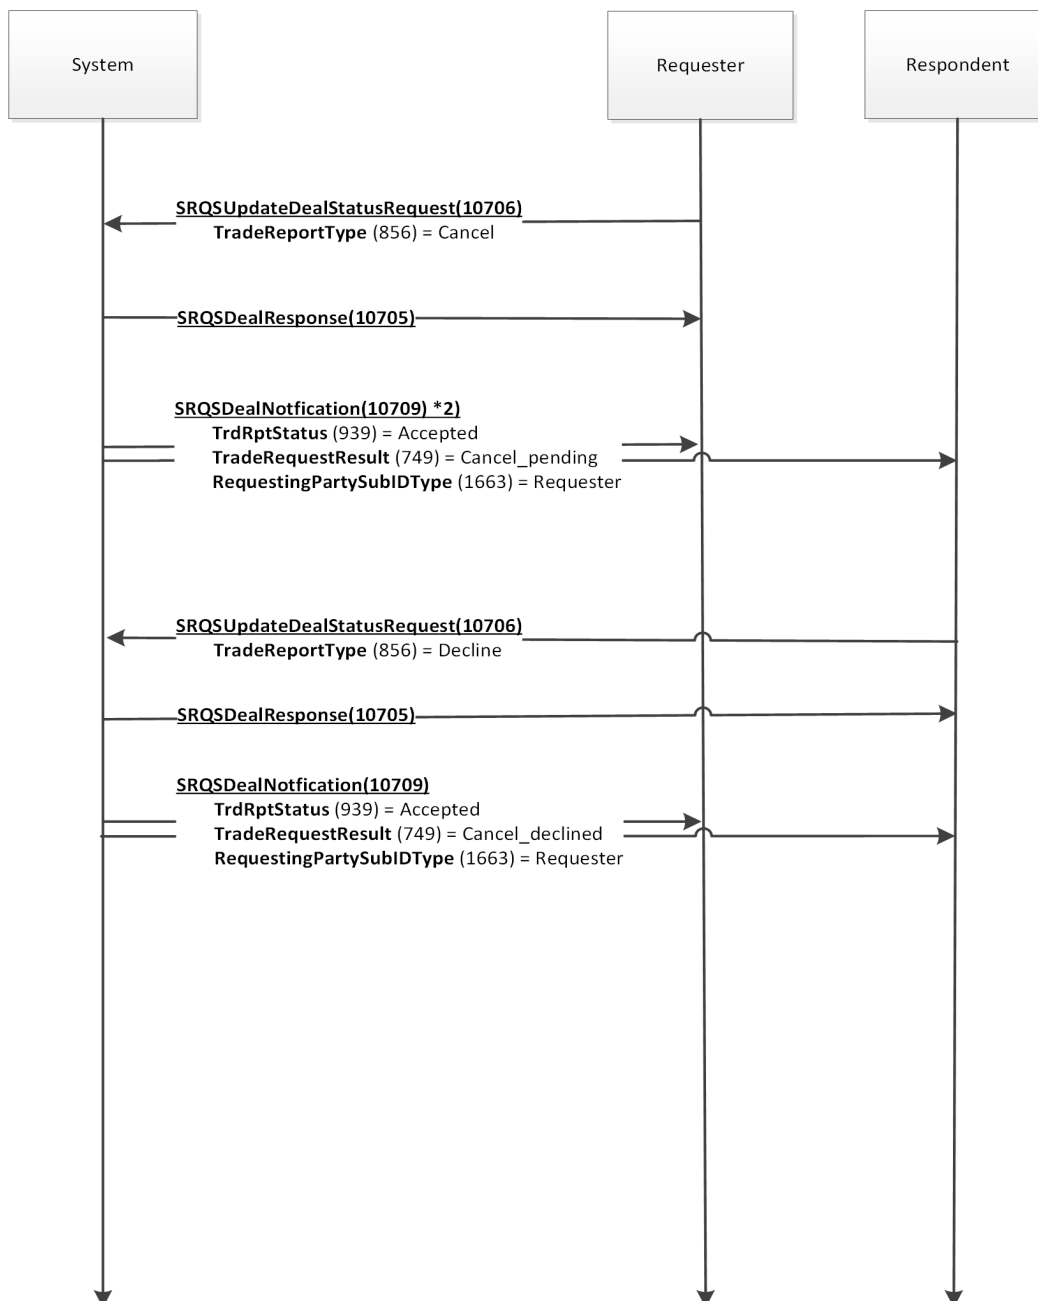 System
Requester
Respondent
SRQSUpdateDealStatusRequest(10706)
TradeReportType (856) = Cancel
SRQSDealResponse(10705)
SRQSDealNotfication(10709) *2)
TrdRptStatus (939) = Accepted
TradeRequestResult (749) = Cancel_pending
RequestingPartySubIDType (1663) = Requester
SRQSUpdateDealStatusRequest(10706)
TradeReportType (856) = Decline
SRQSDealResponse(10705)
SRQSDealNotfication(10709)
TrdRptStatus (939) = Accepted
TradeRequestResult (749) = Cancel_declined
RequestingPartySubIDType (1663) = Requester